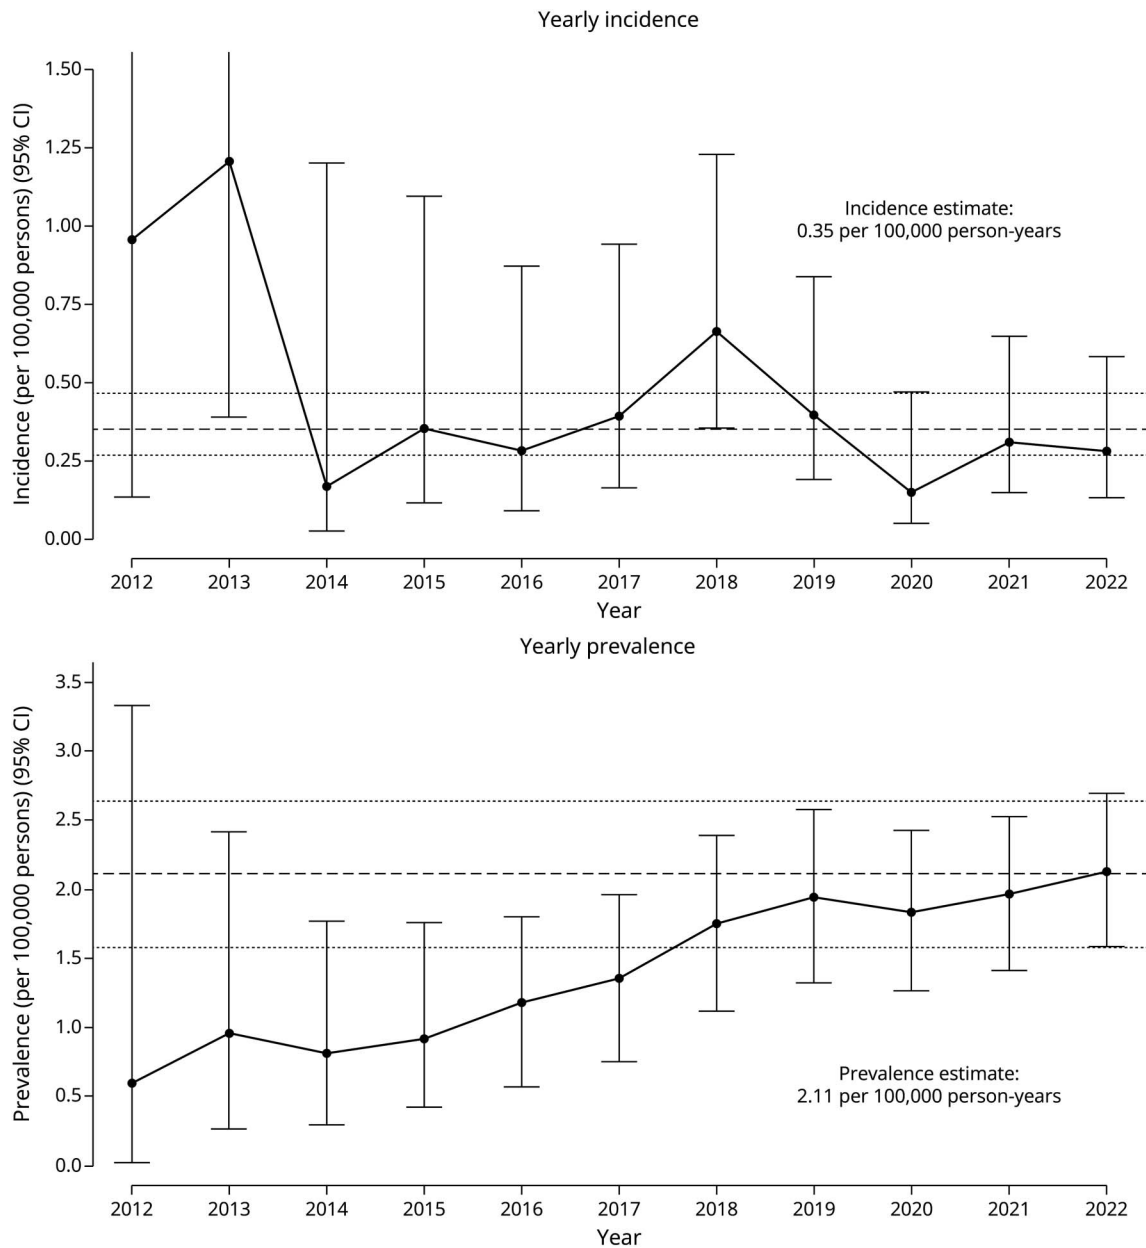 Yearly incidence
Incidence (per 100,000 persons) (95% CI)
1.50
1.25
1.00
0.75
0.50
0.25
0.00
Incidence estimate:
0.35 per 100,000 person-years
2012 2013 2014 2015 2016 2017 2018 2019 2020 2021 2022
Year
Yearly prevalence
Prevalence (per 100,000 persons) (95% CI)
3.5
3.0
2.5
2.0
1.5
1.0
0.5
0.0
Prevalence estimate:
2.11 per 100,000 person-years
2012 2013 2014 2015 2016 2017 2018 2019 2020 2021 2022
Year